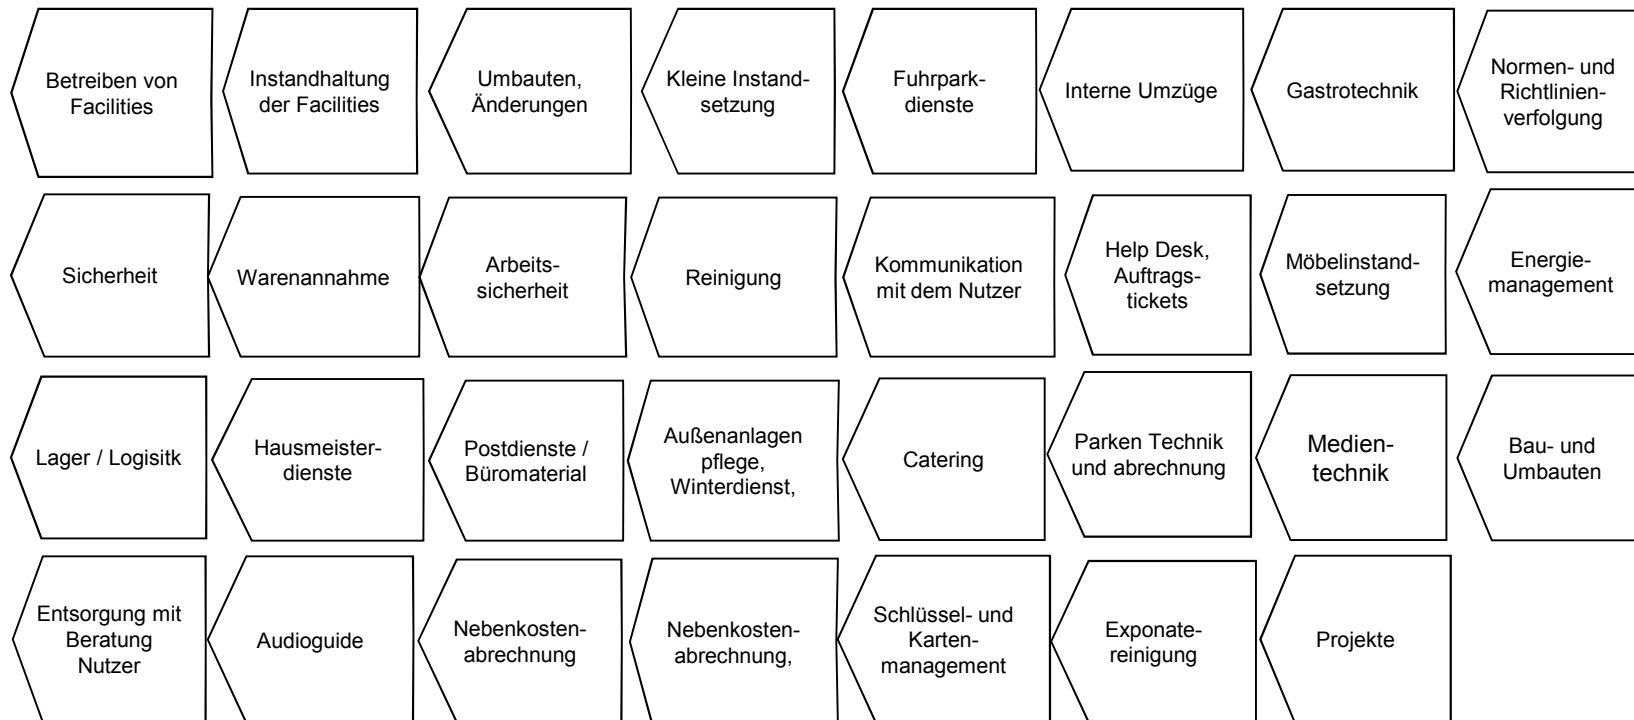 Betreiben von
Facilities
Instandhaltung
der Facilities
Umbauten,
Änderungen
Kleine Instand-
setzung
Fuhrpark-
dienste
Interne Umzüge
Gastrotechnik
Normen- und
Richtlinien-
verfolgung
Sicherheit
Warenannahme
Arbeits-
sicherheit
Reinigung
Kommunikation
mit dem Nutzer
Help Desk,
Auftrags-
tickets
Möbelinstand-
setzung
Energie-
management
Lager / Logisitk
Hausmeister-
dienste
Postdienste /
Büromaterial
Außenanlagen
pflege,
Winterdienst,
Catering
Parken Technik
und abrechnung
Medien-
technik
Bau- und
Umbauten
Entsorgung mit
Beratung
Nutzer
Audioguide
Nebenkosten-
abrechnung
Nebenkosten-
abrechnung,
Schlüssel- und
Karten-
management
Exponate-
reinigung
Projekte